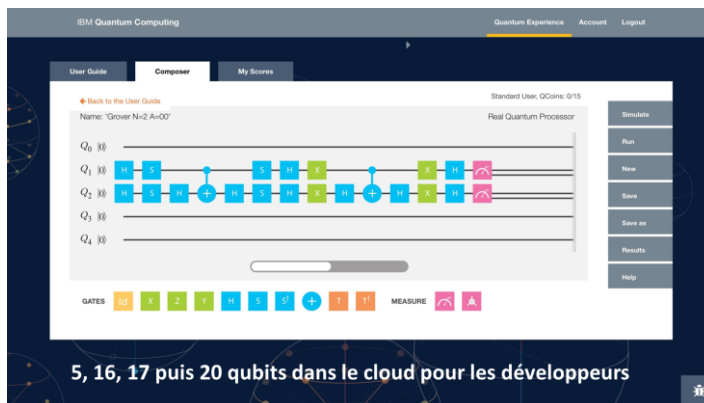 IBM Quantum Computing
Quantum Experience Account Logout
User Guide Composer My Scores
← Back to the User Guide
Standard User, QCoins: 0/15
Name: 'Grover N=2 A=00'
Real Quantum Processor
Simulate
Run
New
Save
Save as
Results
Help
Q₀ |0⟩
Q₁ |0⟩ H S S H X X H
Q₂ |0⟩ H S H + H S H X H + H X H
Q₃ |0⟩
Q₄ |0⟩
GATES Id X Z Y H S S† + T T† MEASURE
5, 16, 17 puis 20 qubits dans le cloud pour les développeurs